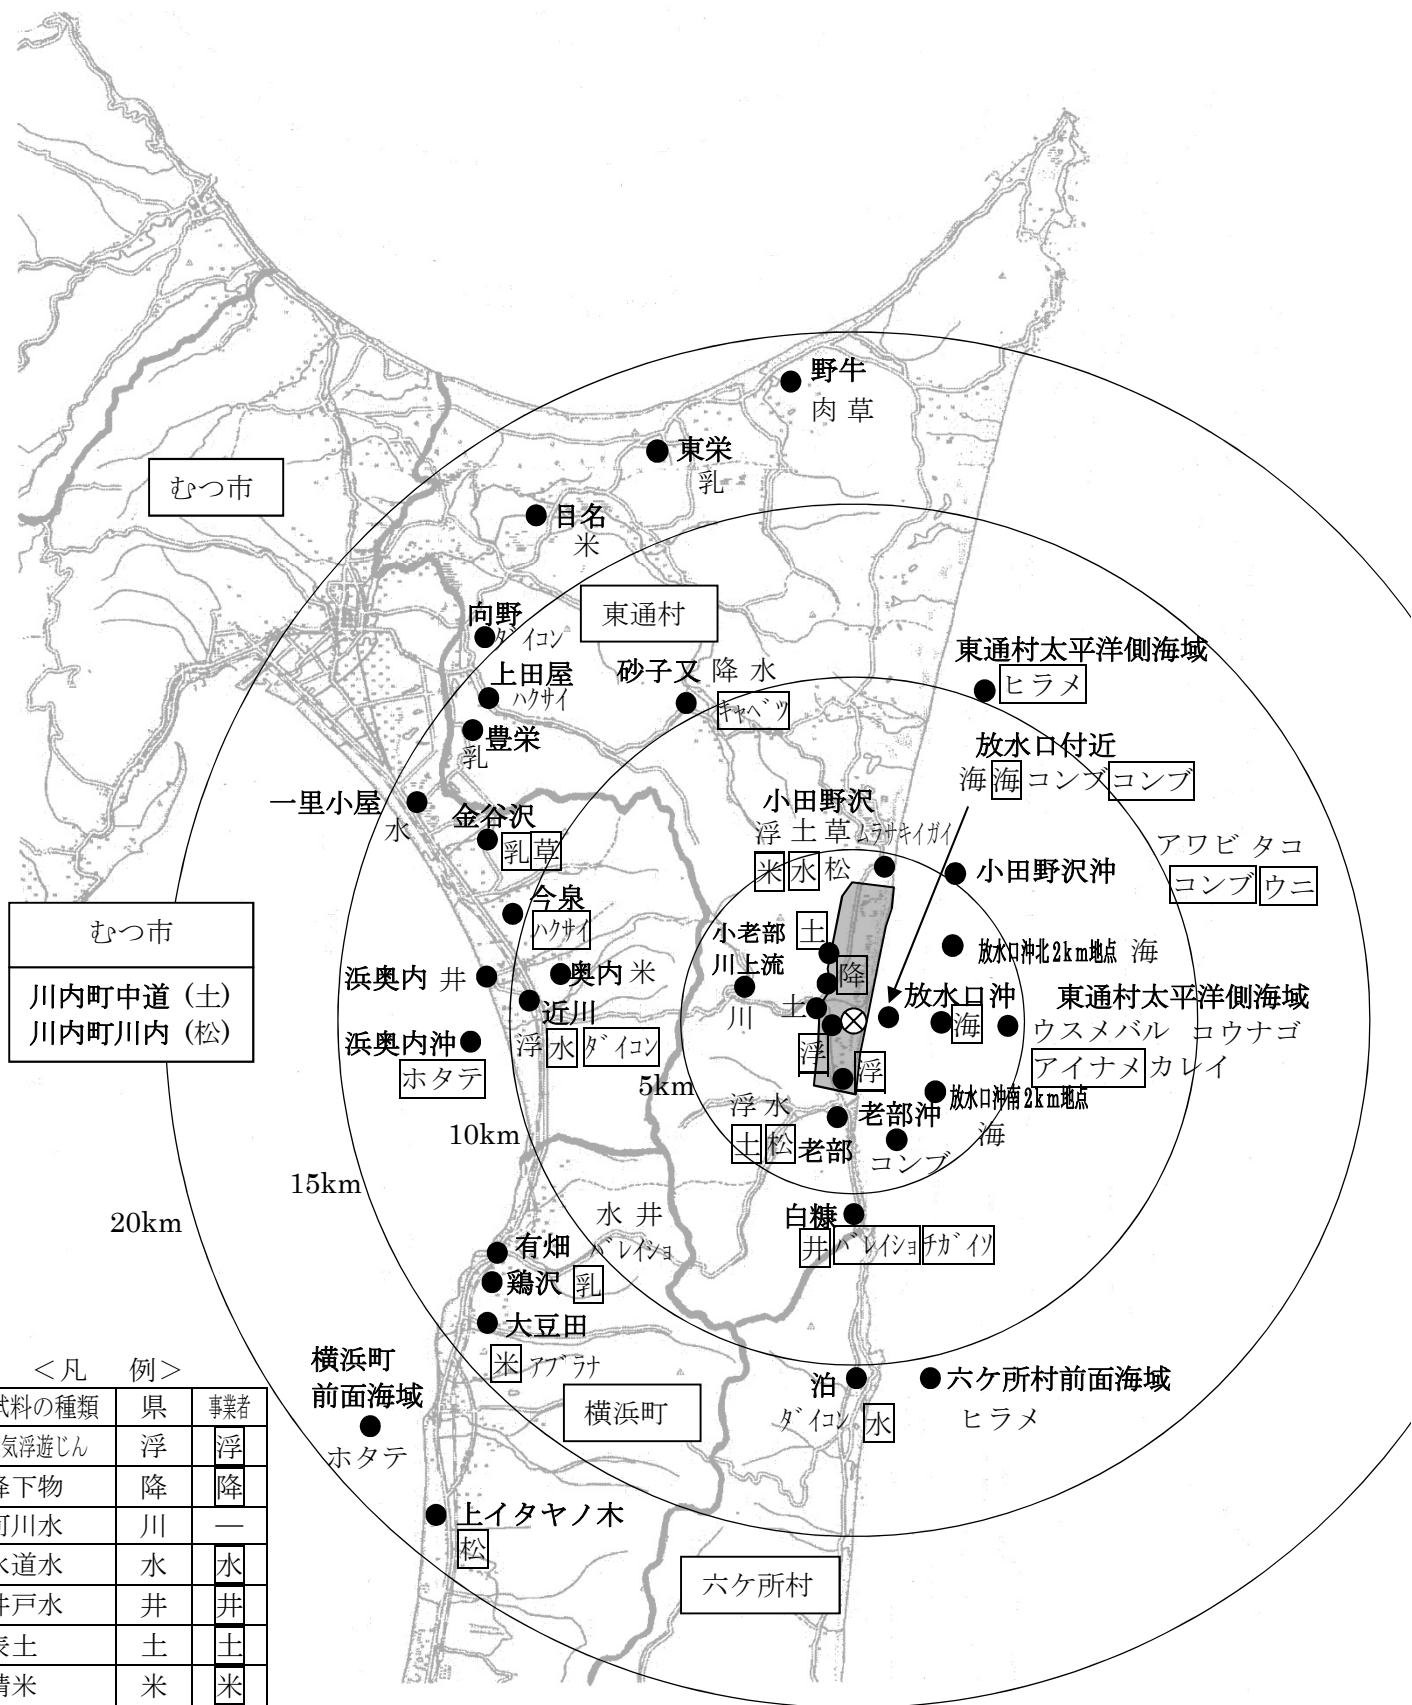 野牛
肉 草
東栄
乳
むつ市
目名
米
東通村
向野
ダイコン
上田屋
ハクサイ
砂子又 降 水
キャベツ
東通村太平洋側海域
ヒラメ
豊栄
乳
放水口付近
海 海 コンブ コンブ
一里小屋
水
金谷沢
乳 草
小田野沢
浮 土 草 ムラサキイガイ
米 水 松
小田野沢沖
アワビ タコ
コンブ ウニ
今泉
ハクサイ
むつ市
川内町中道 (土)
川内町川内 (松)
小老部
川上流
川
土
降
土
浮
浮
放水口沖北2km地点 海
浜奥内 井
奥内 米
近川
浮 水 ダイコン
放水口沖
海
東通村太平洋側海域
ウスメバル コウナゴ
アイナメ カレイ
浜奥内沖
ホタテ
5km
10km
15km
20km
浮 水
土 松 老部
老部沖
コンブ
放水口沖南2km地点
海
白糠
井 バレイショ チガイソ
水 井
有畑 バレイショ
鶏沢 乳
大豆田
米 アブラナ
横浜町
前面海域
ホタテ
横浜町
泊
ダイコン 水
六ケ所村前面海域
ヒラメ
上イタヤノ木
松
六ケ所村
＜凡 例＞
試料の種類 県 事業者
気浮遊じん 浮 浮
降下物 降 降
河川水 川 ―
水道水 水 水
井戸水 井 井
表土 土 土
精米 米 米